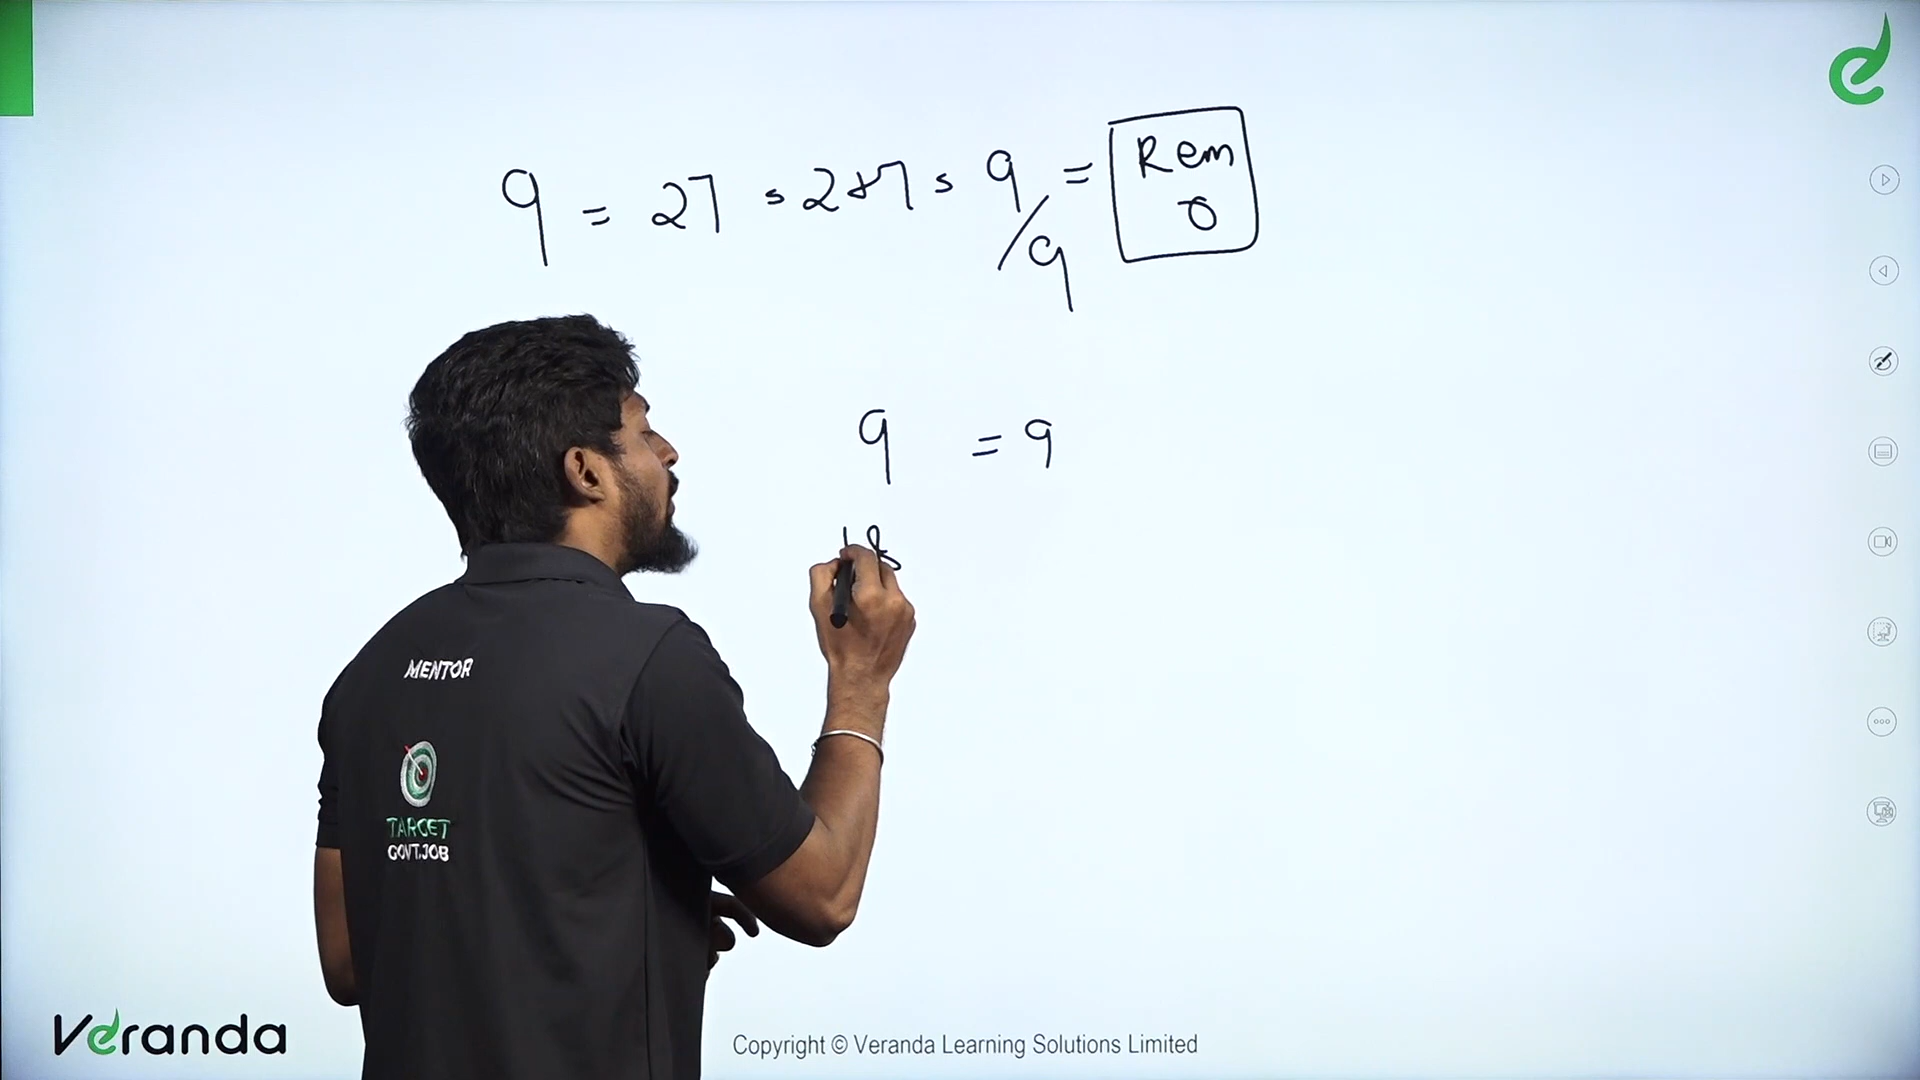 9 = 27 = 2+7 = 9/9 = Rem 0
9 = 9
18
MENTOR
TARGET
GOVT.JOB
Veranda
Copyright © Veranda Learning Solutions Limited